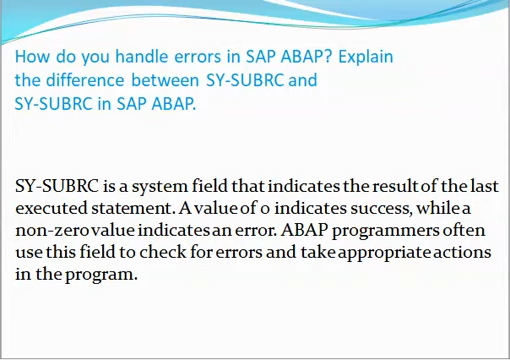 How do you handle errors in SAP ABAP? Explain
the difference between SY-SUBRC and
SY-SUBRC in SAP ABAP.
SY-SUBRC is a system field that indicates the result of the last
executed statement. A value of 0 indicates success, while a
non-zero value indicates an error. ABAP programmers often
use this field to check for errors and take appropriate actions
in the program.